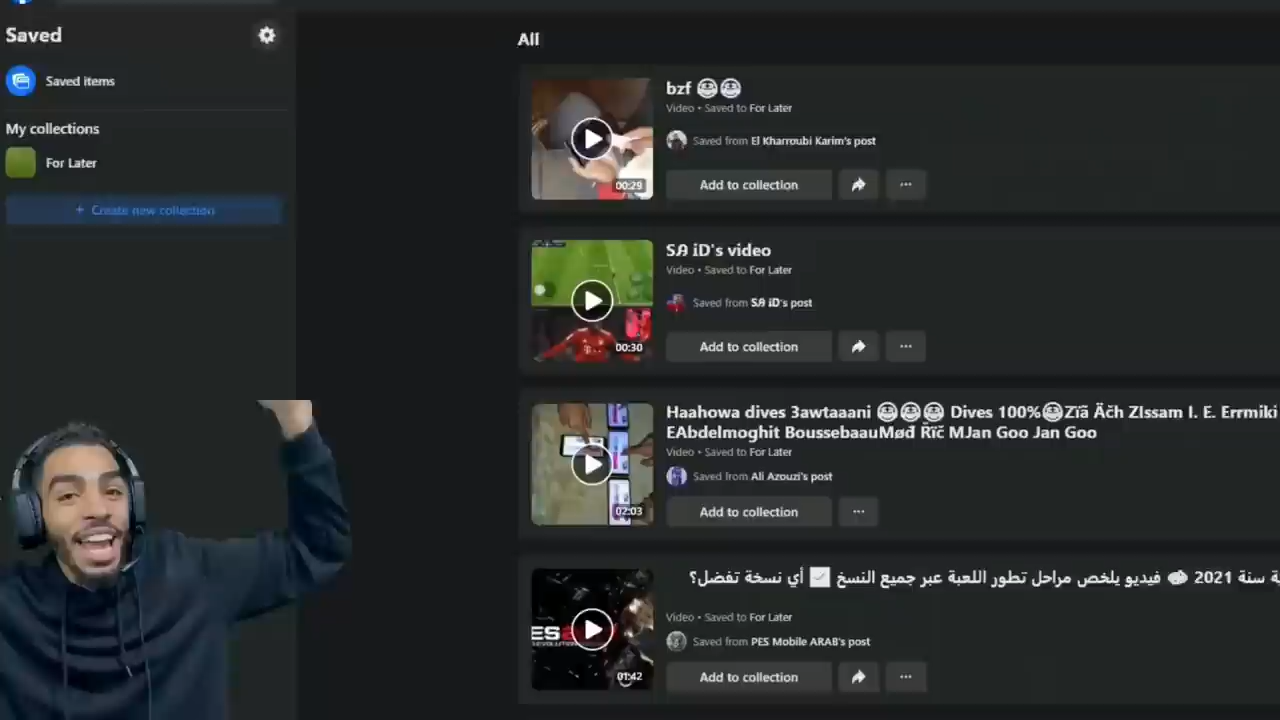 Saved
Saved items
My collections
For Later
+ Create new collection
All
bzf 😂😂
Video • Saved to For Later
Saved from El Kharroubi Karim's post
00:29
Add to collection
SA iD's video
Video • Saved to For Later
Saved from SA iD's post
00:30
Add to collection
Haahowa dives 3awtaaani 😂😂😂 Dives 100%😂Zïã Äčh ZIssam I. E. Errmiki
EAbdelmoghit BoussebaauMød Řïč MJan Goo Jan Goo
Video • Saved to For Later
Saved from Ali Azouzi's post
02:03
Add to collection
سنة 2021 فيديو يلخص مراحل تطور اللعبة عبر جميع النسخ ✅ أي نسخة تفضل؟
Video • Saved to For Later
Saved from PES Mobile ARAB's post
01:42
Add to collection